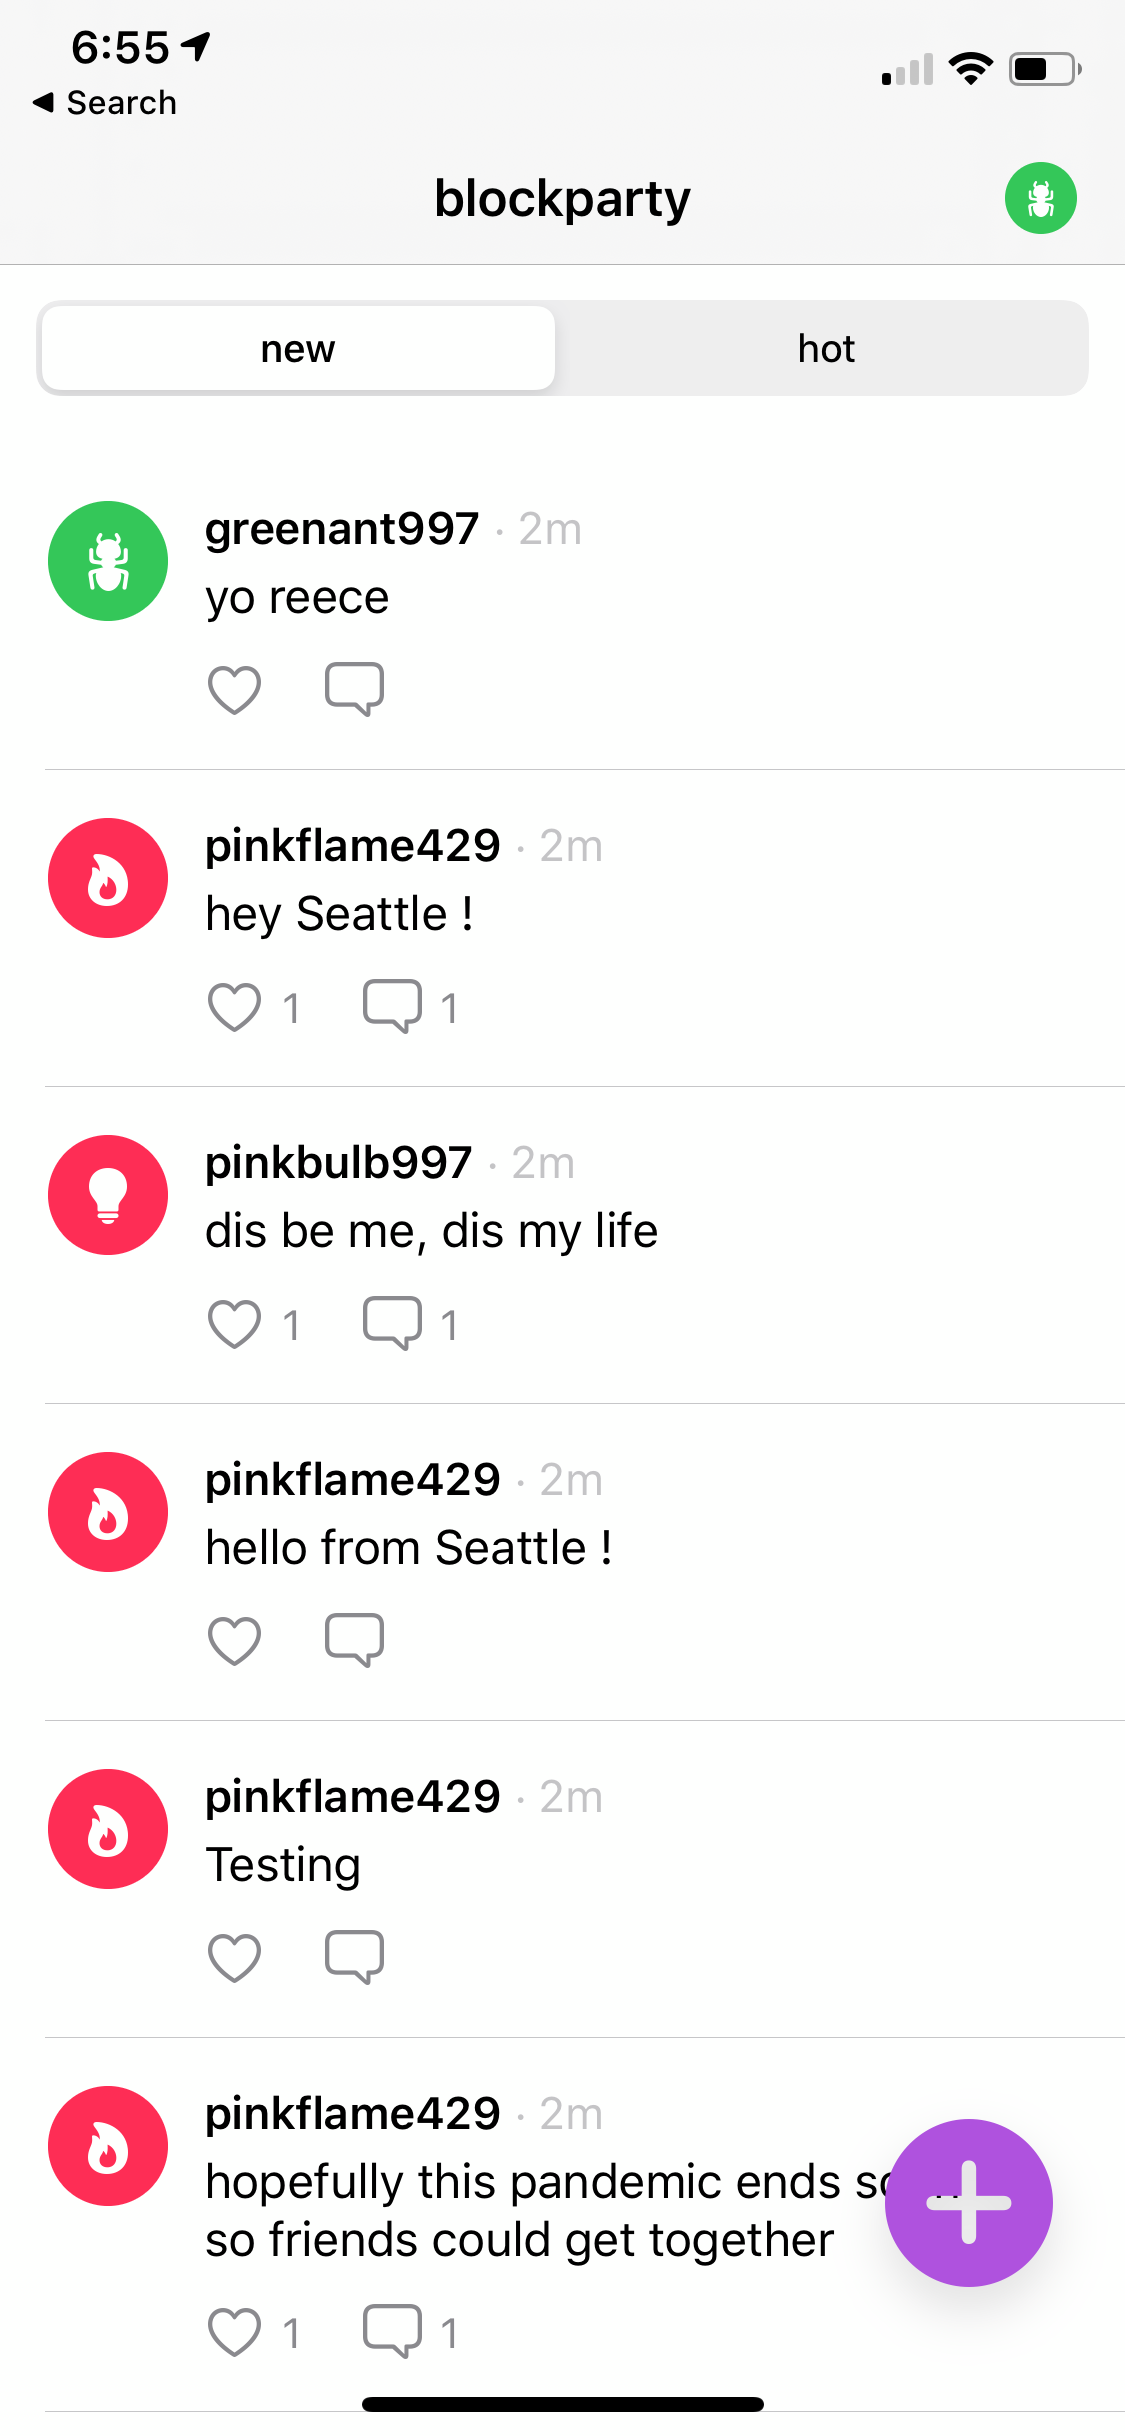 6:55
Search
blockparty
new
hot
greenant997 · 2m
yo reece
pinkflame429 · 2m
hey Seattle !
1 1
pinkbulb997 · 2m
dis be me, dis my life
1 1
pinkflame429 · 2m
hello from Seattle !
pinkflame429 · 2m
Testing
pinkflame429 · 2m
hopefully this pandemic ends
so friends could get together
1 1